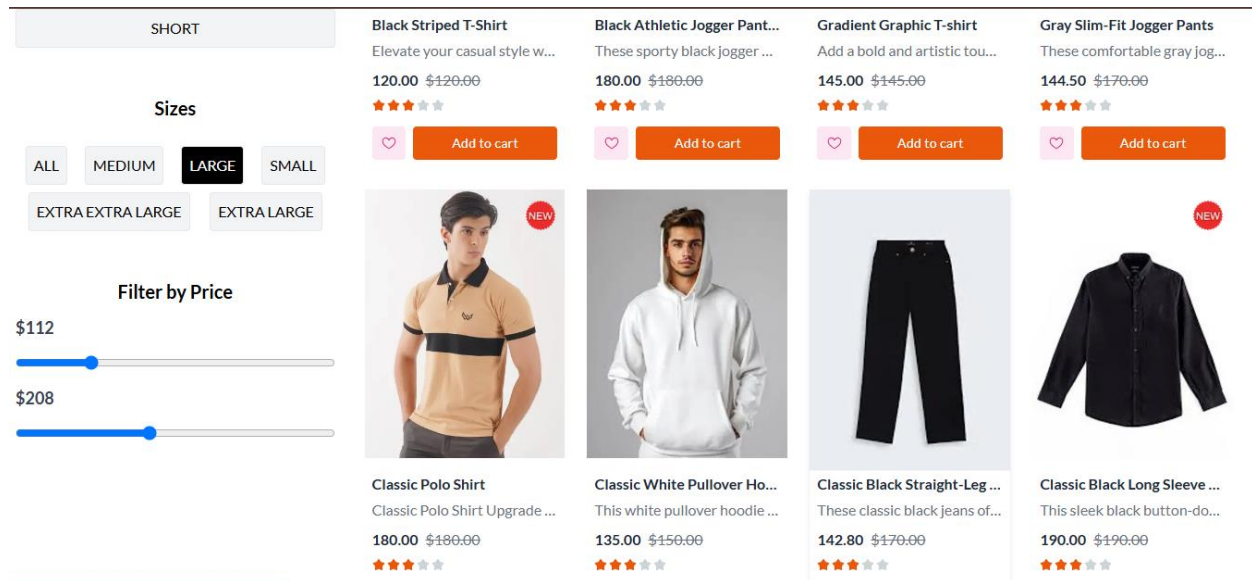 SHORT
Sizes
ALL
MEDIUM
LARGE
SMALL
EXTRA EXTRA LARGE
EXTRA LARGE
Filter by Price
$112
$208
Black Striped T-Shirt
Elevate your casual style w...
120.00 $120.00
Add to cart
Black Athletic Jogger Pant...
These sporty black jogger ...
180.00 $180.00
Add to cart
Gradient Graphic T-shirt
Add a bold and artistic tou...
145.00 $145.00
Add to cart
Gray Slim-Fit Jogger Pants
These comfortable gray jog...
144.50 $170.00
Add to cart
NEW
Classic Polo Shirt
Classic Polo Shirt Upgrade ...
180.00 $180.00
Classic White Pullover Ho...
This white pullover hoodie ...
135.00 $150.00
Classic Black Straight-Leg ...
These classic black jeans of...
142.80 $170.00
NEW
Classic Black Long Sleeve ...
This sleek black button-do...
190.00 $190.00